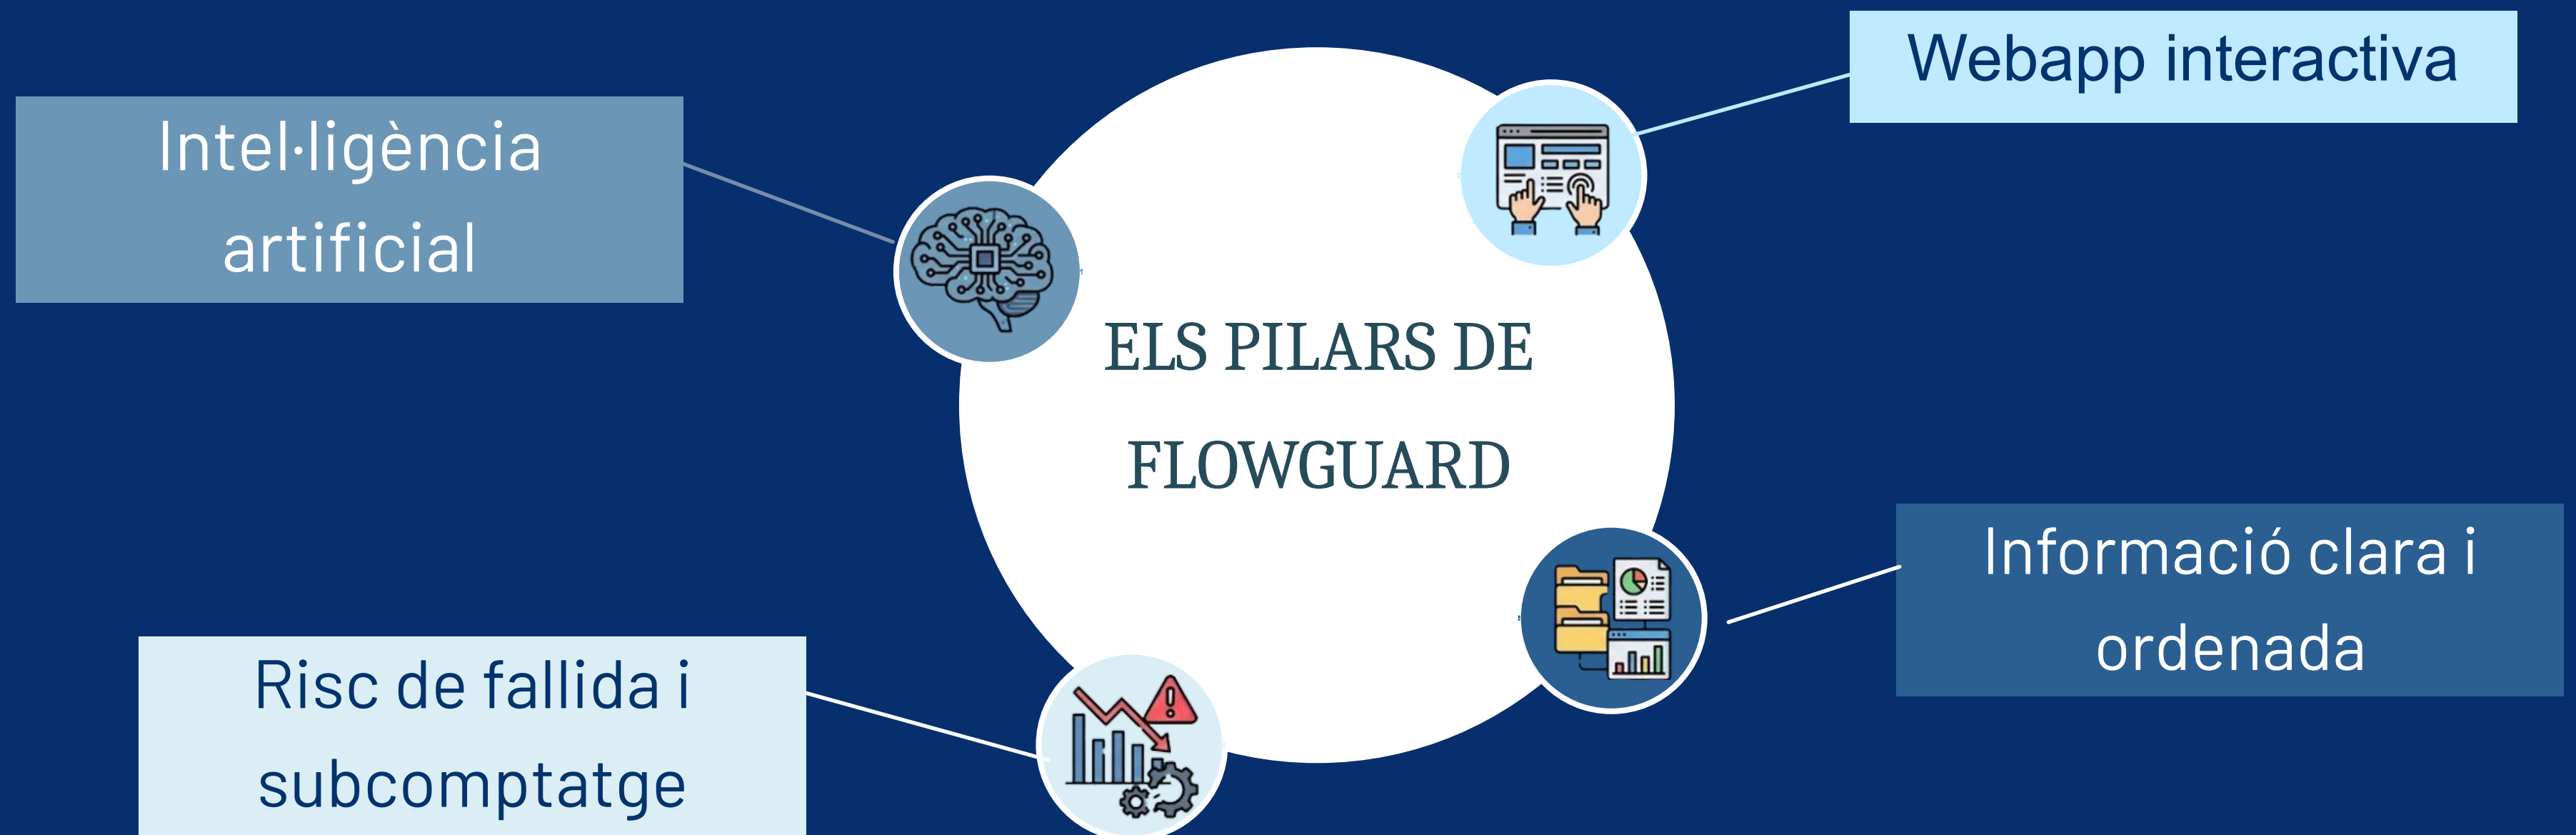 Webapp interactiva
Intel·ligència
artificial
ELS PILARS DE
FLOWGUARD
Informació clara i
ordenada
Risc de fallida i
subcomptatge